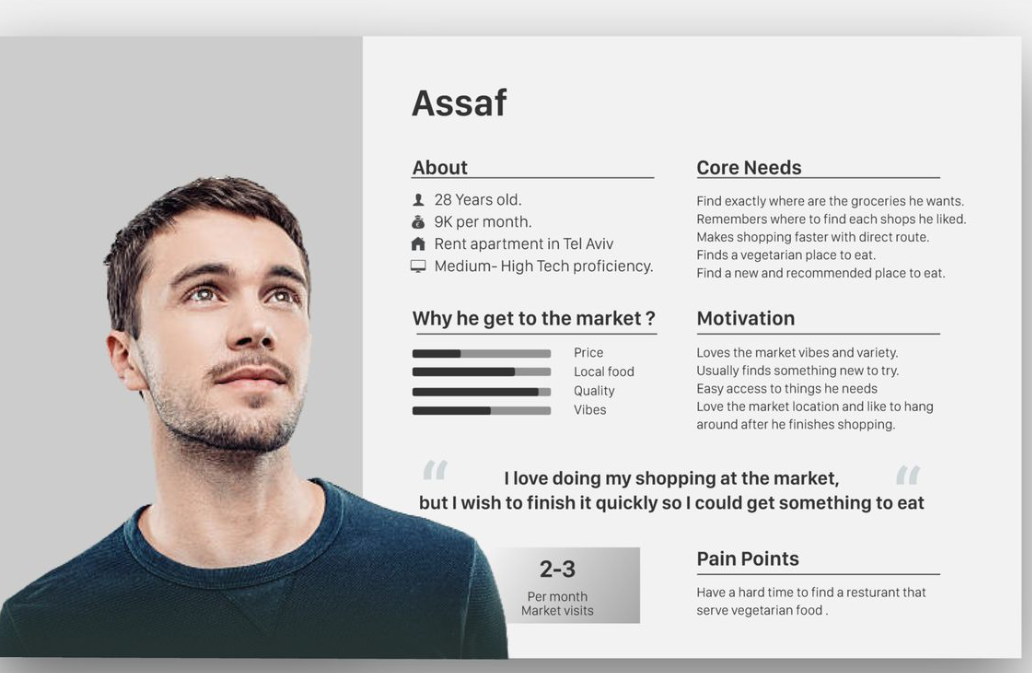 Assaf
About
28 Years old.
9K per month.
Rent apartment in Tel Aviv
Medium- High Tech proficiency.
Core Needs
Find exactly where are the groceries he wants.
Remembers where to find each shops he liked.
Makes shopping faster with direct route.
Finds a vegetarian place to eat.
Find a new and recommended place to eat.
Why he get to the market ?
Price
Local food
Quality
Vibes
Motivation
Loves the market vibes and variety.
Usually finds something new to try.
Easy access to things he needs
Love the market location and like to hang
around after he finishes shopping.
“ I love doing my shopping at the market, “
but I wish to finish it quickly so I could get something to eat
2-3
Per month
Market visits
Pain Points
Have a hard time to find a resturant that
serve vegetarian food .